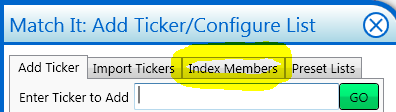 Match It: Add Ticker/Configure List
Add Ticker Import Tickers Index Members Preset Lists
Enter Ticker to Add GO